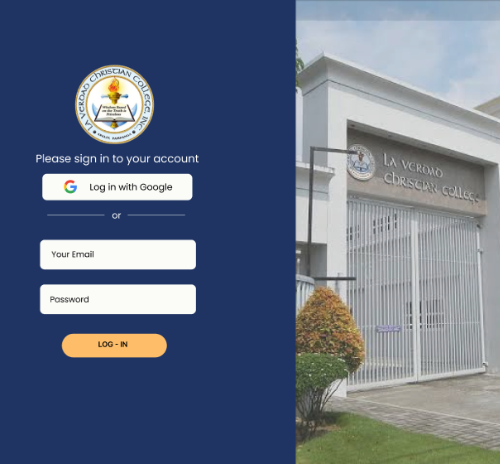 LA VERDAD CHRISTIAN COLLEGE, INC.
Please sign in to your account
Log in with Google
or
Your Email
Password
LOG - IN
LA VERDAD
CHRISTIAN COLLEGE